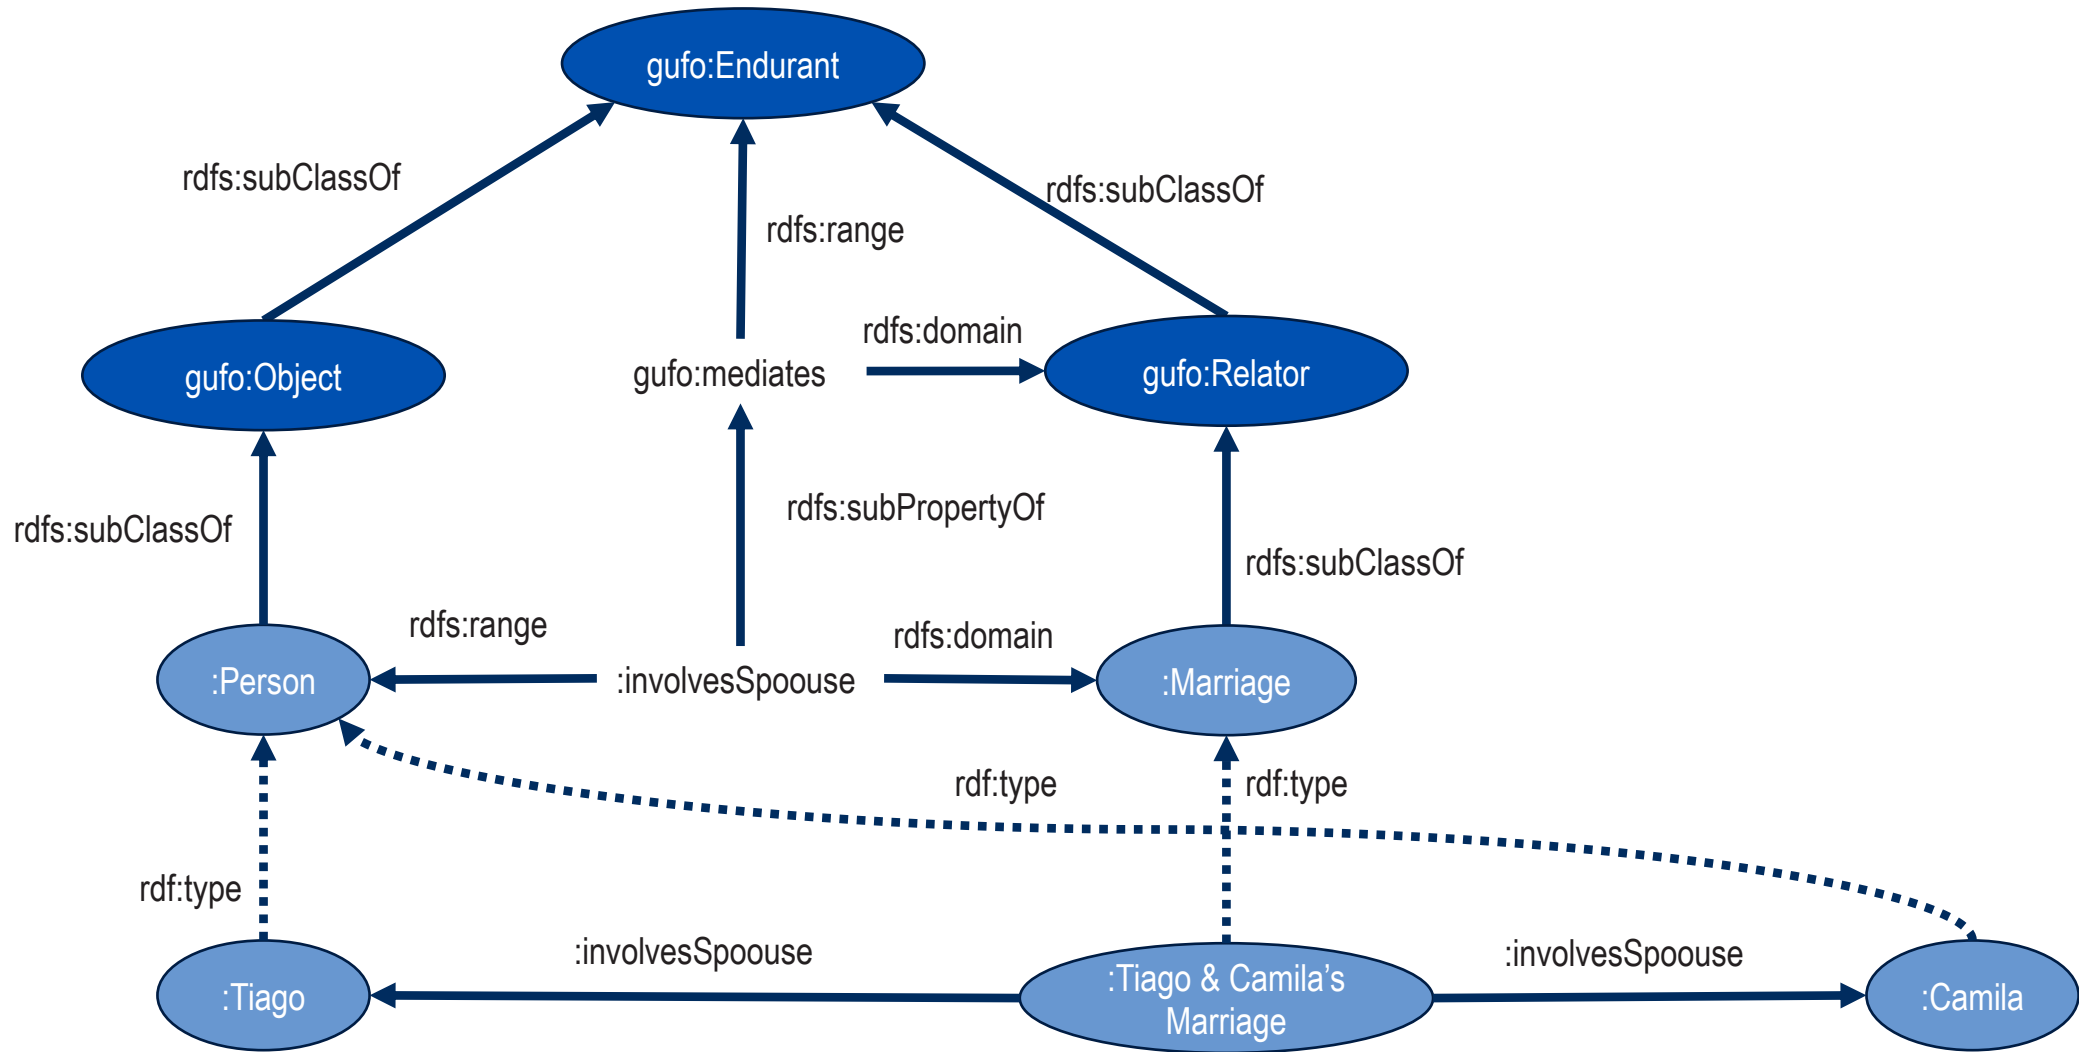 gufo:Endurant
rdfs:subClassOf
rdfs:subClassOf
rdfs:range
rdfs:domain
gufo:Object
gufo:mediates
gufo:Relator
rdfs:subPropertyOf
rdfs:subClassOf
rdfs:subClassOf
rdfs:range
rdfs:domain
:Person
:involvesSpoouse
:Marriage
rdf:type
rdf:type
rdf:type
:involvesSpoouse
:involvesSpoouse
:Tiago
:Tiago & Camila’s
Marriage
:Camila